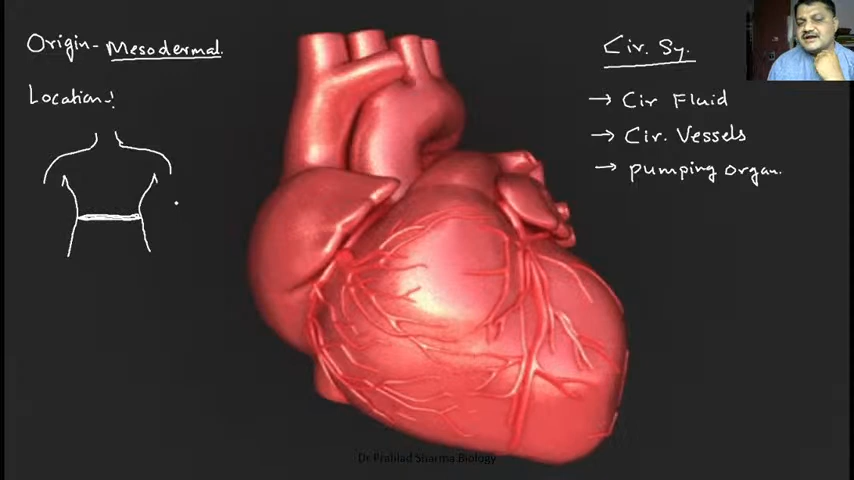 Origin- Mesodermal.
Location:
Cir. Sy.
→ Cir Fluid
→ Cir. Vessels
→ pumping organ.
Dr Prahlad Sharma Biology